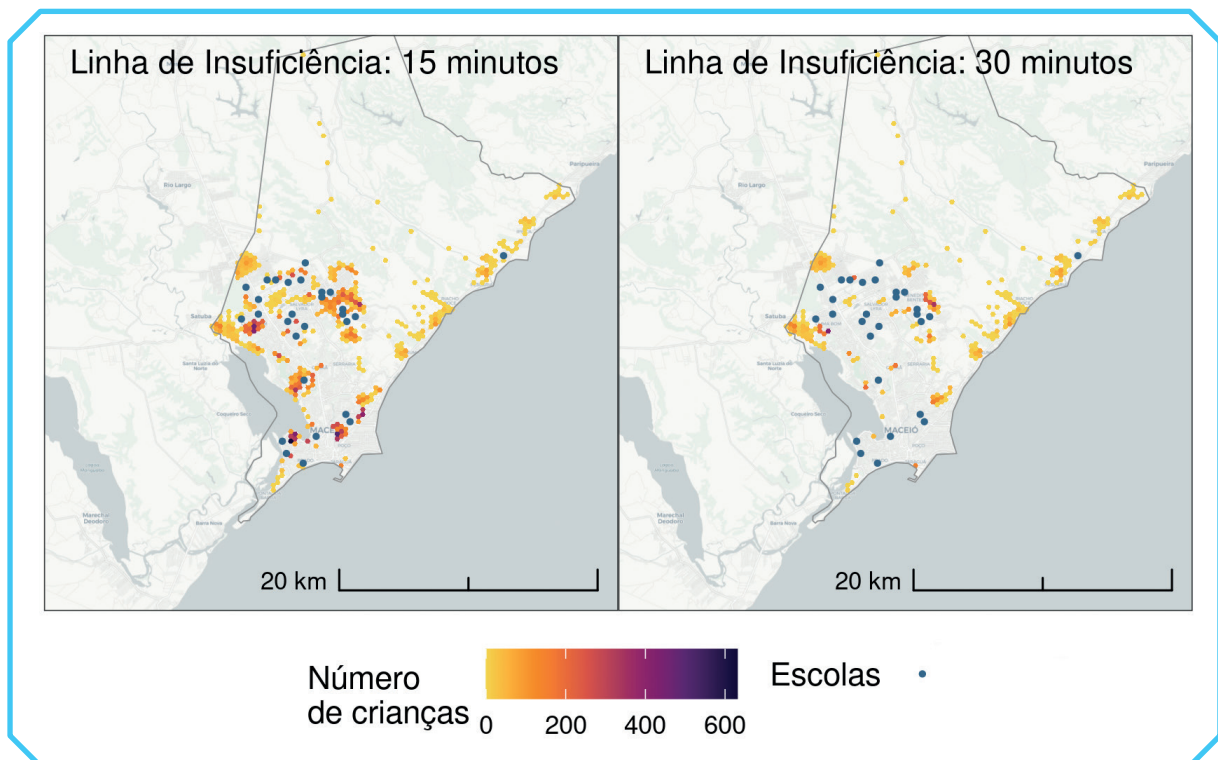 Linha de Insuficiência: 15 minutos
Linha de Insuficiência: 30 minutos
Paripueira
Rio Largo
Satuba
Santa Luzia do
Norte
Coqueiro Seco
SERRARIA
MACEIÓ
Marechal
Deodoro
Barra Nova
20 km
Paripueira
Rio Largo
Satuba
Santa Luzia do
Norte
Coqueiro Seco
SERRARIA
MACEIÓ
Marechal
Deodoro
Barra Nova
20 km
Número
de crianças
0
200
400
600
Escolas